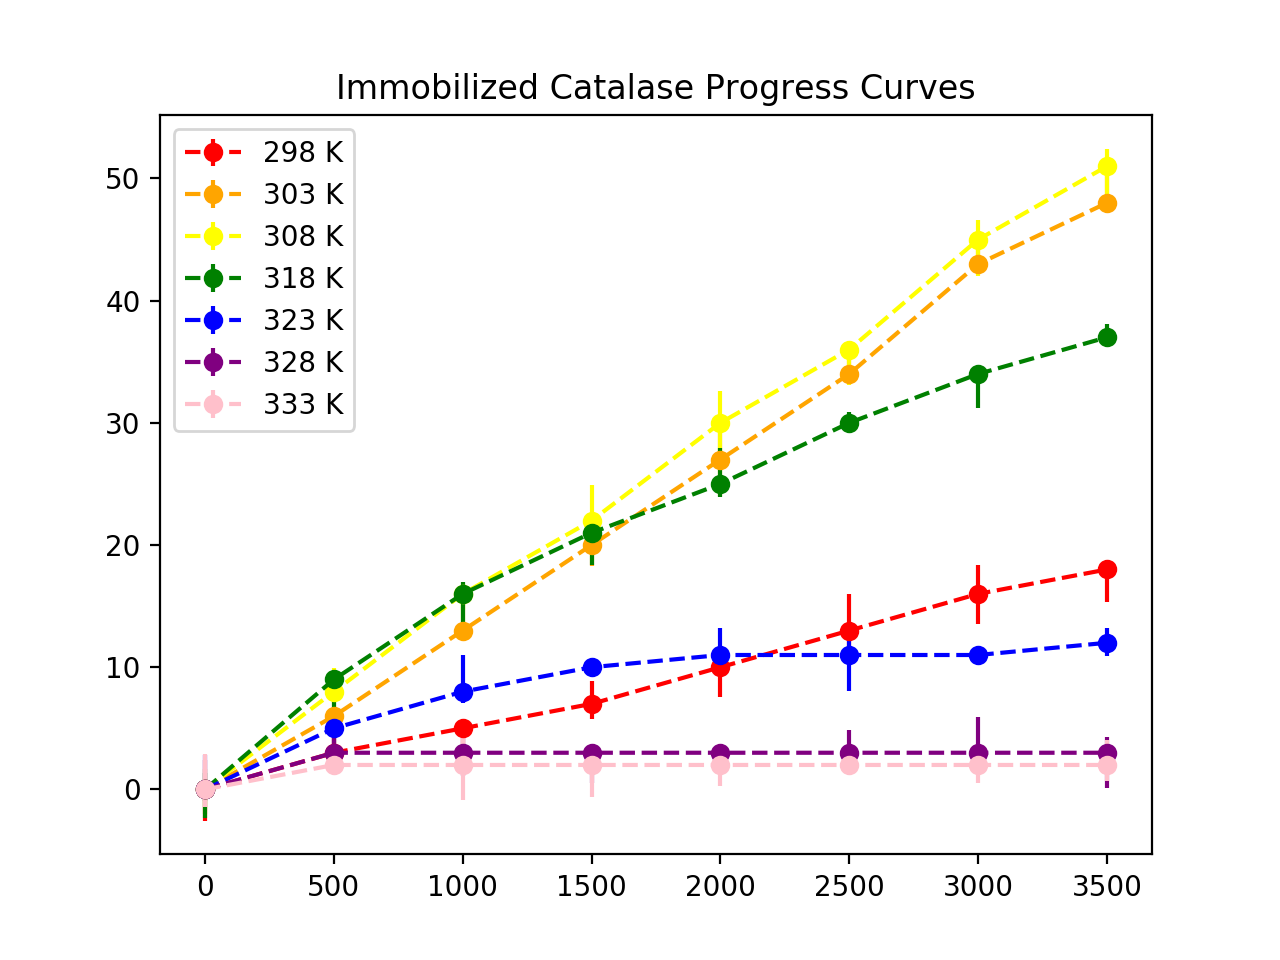 Immobilized Catalase Progress Curves
298 K
303 K
308 K
318 K
323 K
328 K
333 K
50
40
30
20
10
0
0 500 1000 1500 2000 2500 3000 3500